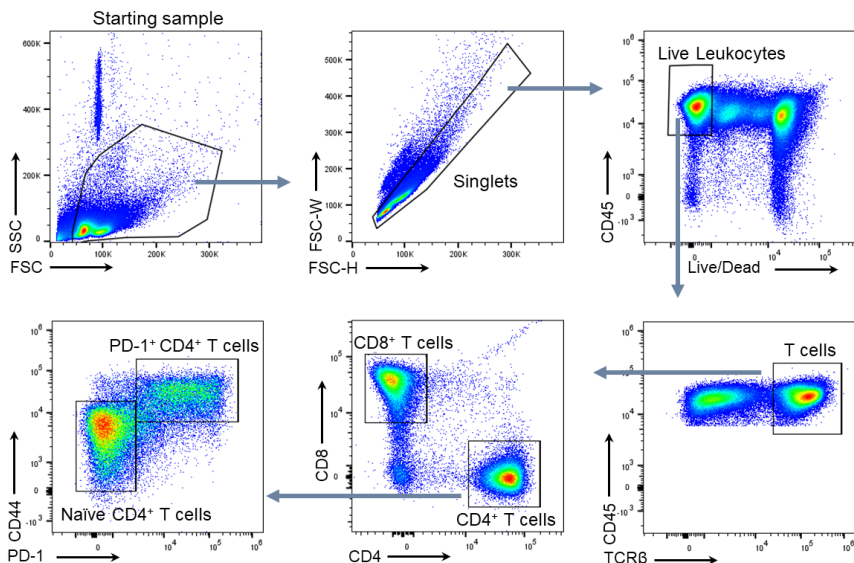 Starting sample
600K
400K
200K
0
0
100K
200K
300K
SSC
FSC
500K
400K
300K
200K
100K
0
0
100K
200K
300K
FSC-W
FSC-H
Singlets
Live Leukocytes
10⁶
10⁵
10⁴
10³
0
-10³
0
10⁴
10⁵
CD45
Live/Dead
PD-1⁺ CD4⁺ T cells
10⁶
10⁵
10⁴
10³
0
-10³
0
10⁴
10⁵
10⁶
CD44
PD-1
Naïve CD4⁺ T cells
CD8⁺ T cells
10⁵
10⁴
0
0
10⁴
10⁵
CD8
CD4
CD4⁺ T cells
T cells
10⁶
10⁵
10⁴
10³
0
-10³
0
10⁴
10⁵
10⁶
CD45
TCRβ